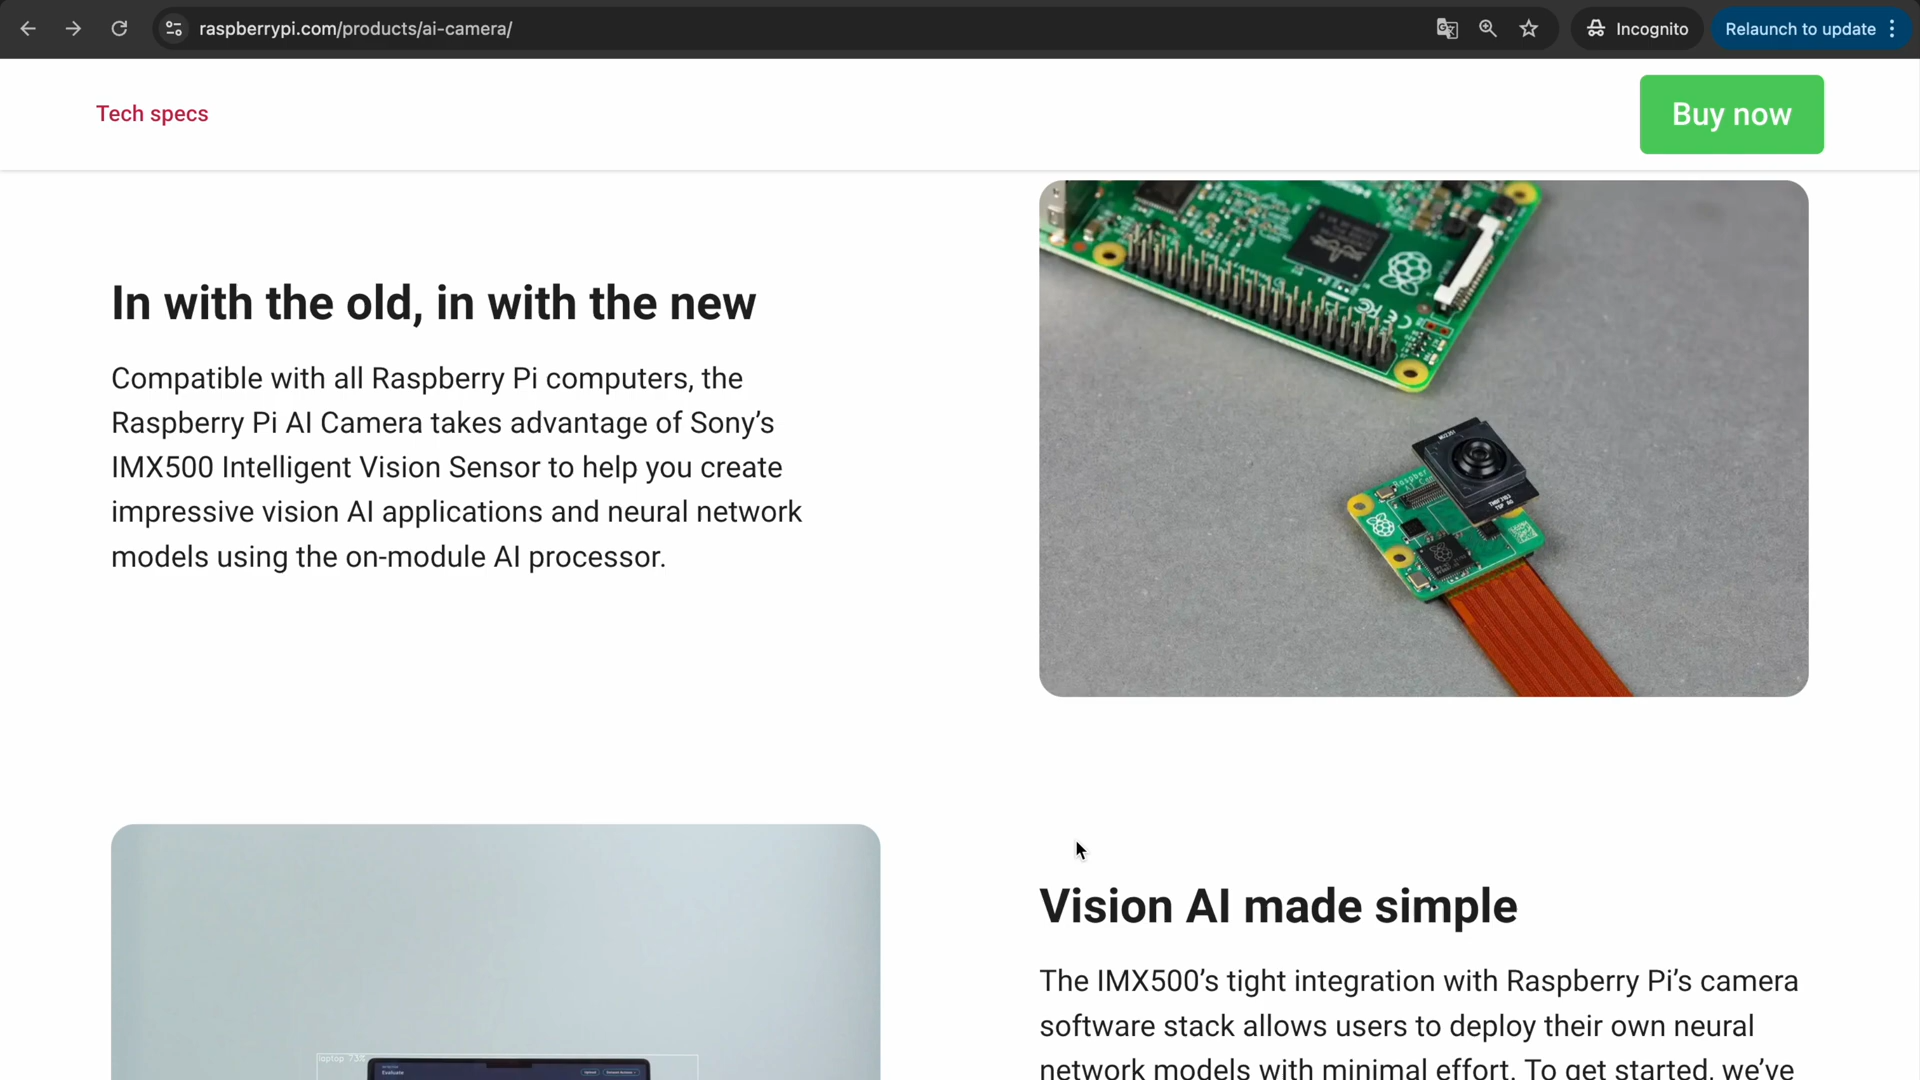 raspberrypi.com/products/ai-camera/
Incognito
Relaunch to update
Tech specs
Buy now
In with the old, in with the new
Compatible with all Raspberry Pi computers, the
Raspberry Pi AI Camera takes advantage of Sony’s
IMX500 Intelligent Vision Sensor to help you create
impressive vision AI applications and neural network
models using the on-module AI processor.
Vision AI made simple
The IMX500’s tight integration with Raspberry Pi’s camera
software stack allows users to deploy their own neural
network models with minimal effort. To get started, we’ve
laptop
Evaluate